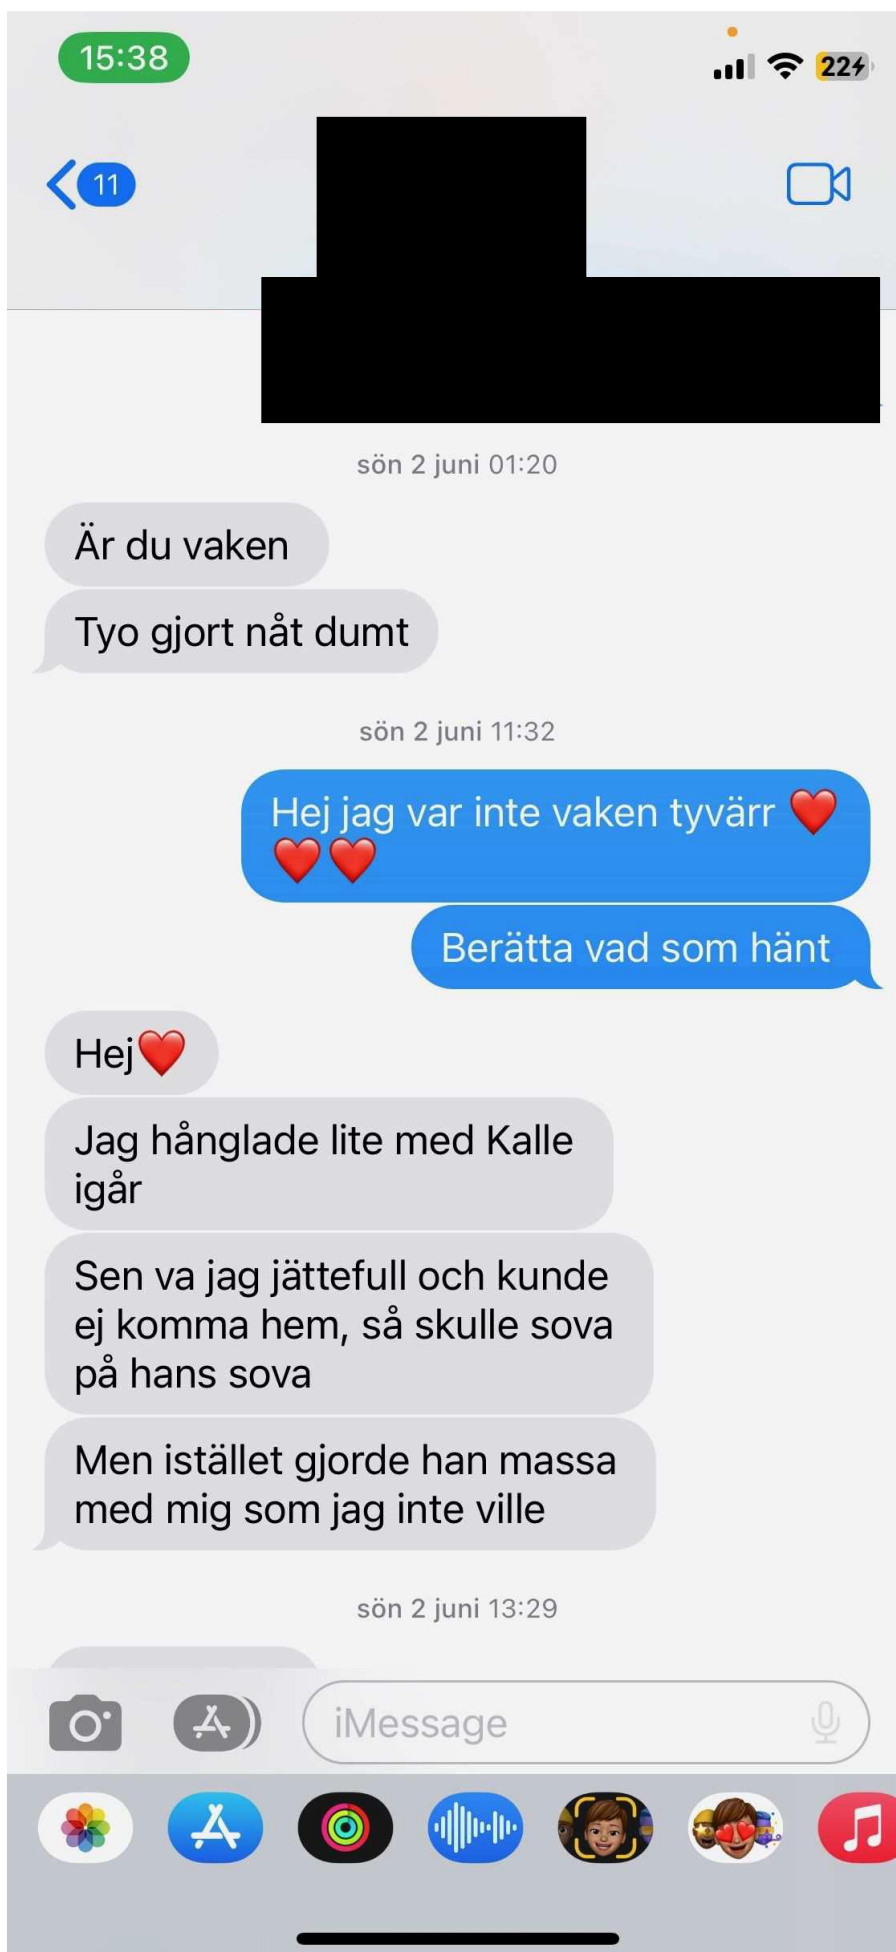 15:38
22
11
sön 2 juni 01:20
Är du vaken
Tyo gjort nåt dumt
sön 2 juni 11:32
Hej jag var inte vaken tyvärr ❤️
❤️❤️
Berätta vad som hänt
Hej❤️
Jag hånglade lite med Kalle
igår
Sen va jag jättefull och kunde
ej komma hem, så skulle sova
på hans sova
Men istället gjorde han massa
med mig som jag inte ville
sön 2 juni 13:29
iMessage